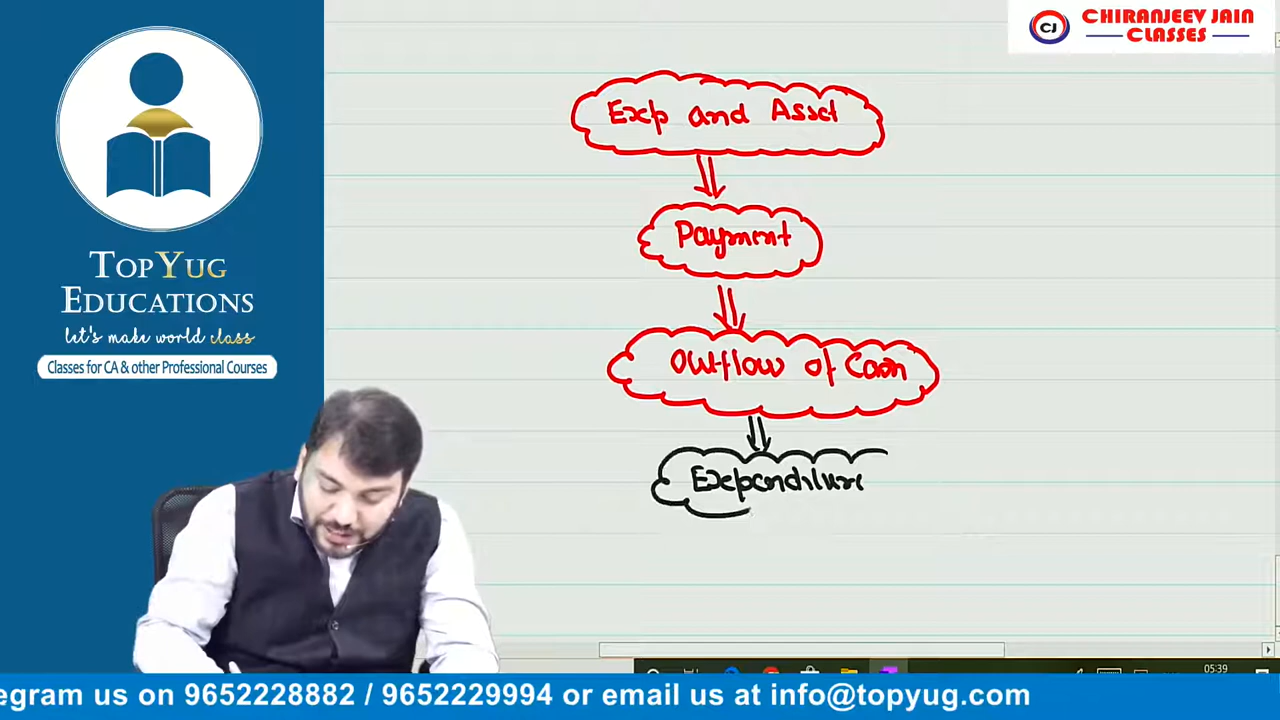 CHIRANJEEV JAIN
CLASSES
CJ
Exp and Asset
Payment
Outflow of Cash
Expenditure
TOPYUG
EDUCATIONS
let's make world class
Classes for CA & other Professional Courses
05:39
egram us on 9652228882 / 9652229994 or email us at info@topyug.com